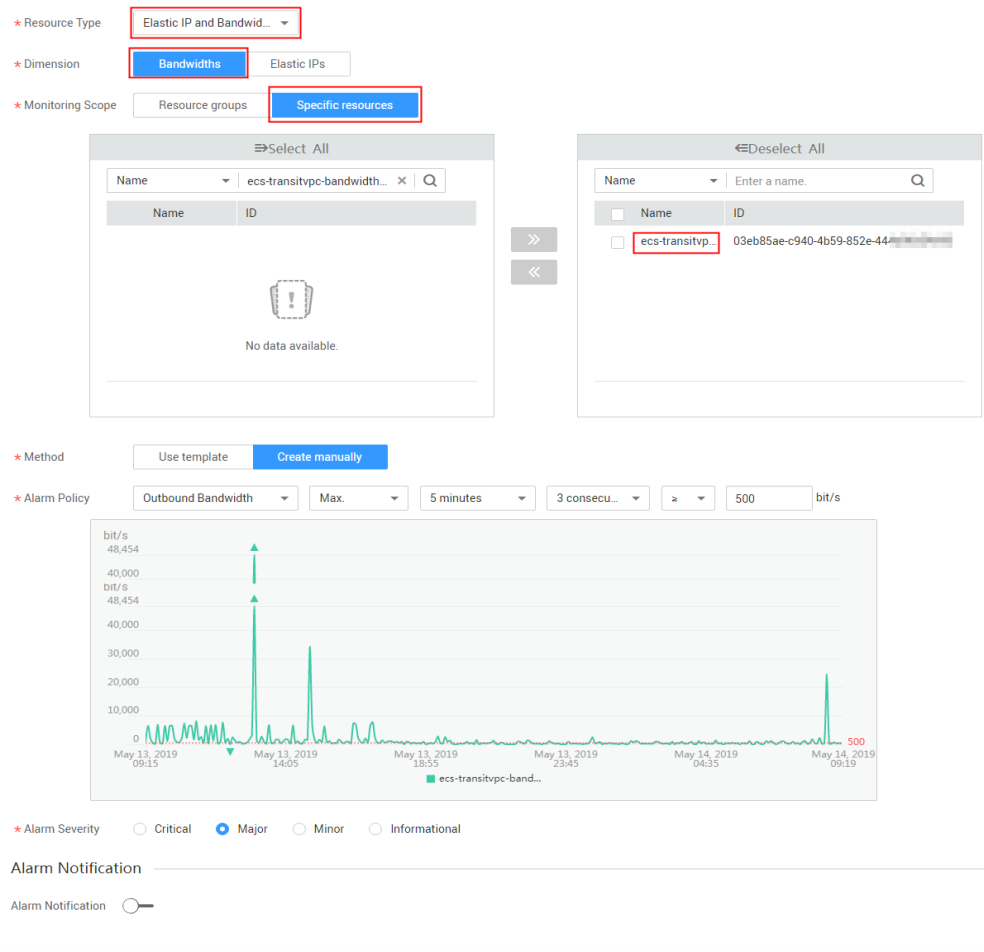 * Resource Type Elastic IP and Bandwid...
* Dimension Bandwidths Elastic IPs
* Monitoring Scope Resource groups Specific resources
Select All
Name ecs-transitvpc-bandwidth...
Name ID
No data available.
Deselect All
Name Enter a name.
Name ID
ecs-transitvp... 03eb85ae-c940-4b59-852e-44
* Method Use template Create manually
* Alarm Policy Outbound Bandwidth Max. 5 minutes 3 consecu... ≥ 500 bit/s
bit/s
48,454
40,000
bit/s
48,454
40,000
30,000
20,000
10,000
0
500
May 13, 2019 May 13, 2019 May 13, 2019 May 13, 2019 May 14, 2019 May 14, 2019
09:15 14:05 18:55 23:45 04:35 09:19
ecs-transitvpc-band...
* Alarm Severity Critical Major Minor Informational
Alarm Notification
Alarm Notification